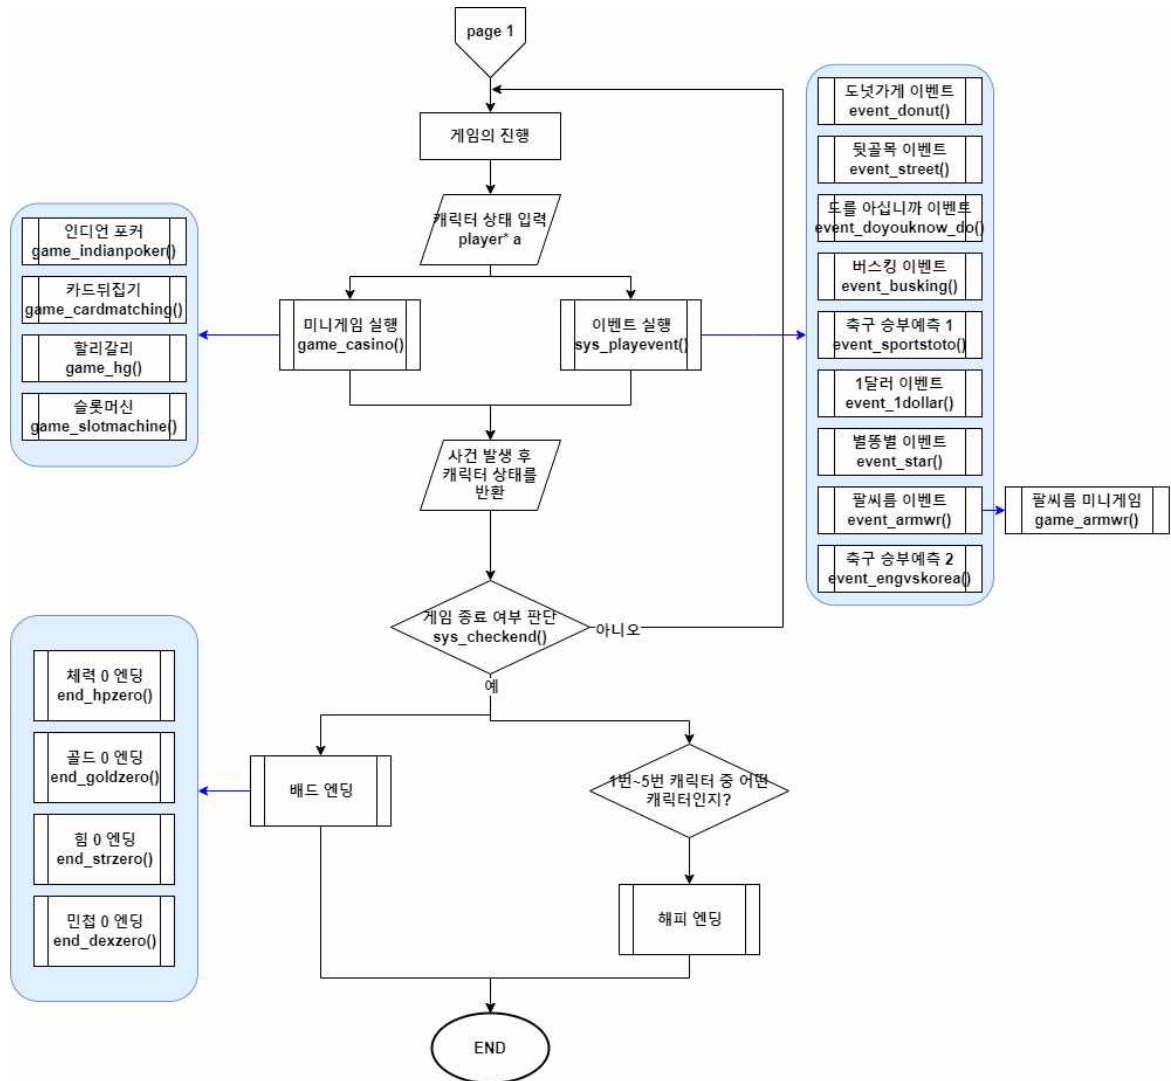 page 1
게임의 진행
캐릭터 상태 입력
player* a
미니게임 실행
game_casino()
이벤트 실행
sys_playevent()
인디언 포커
game_indianpoker()
카드뒤집기
game_cardmatching()
할리갈리
game_hg()
슬롯머신
game_slotmachine()
도넛가게 이벤트
event_donut()
뒷골목 이벤트
event_street()
도를 아십니까 이벤트
event_doyouknow_do()
버스킹 이벤트
event_busking()
축구 승부예측 1
event_sportstoto()
1달러 이벤트
event_1dollar()
별똥별 이벤트
event_star()
팔씨름 이벤트
event_armwr()
축구 승부예측 2
event_engvskorea()
팔씨름 미니게임
game_armwr()
사건 발생 후
캐릭터 상태를
반환
게임 종료 여부 판단
sys_checkend()
아니오
예
배드 엔딩
체력 0 엔딩
end_hpzero()
골드 0 엔딩
end_goldzero()
힘 0 엔딩
end_strzero()
민첩 0 엔딩
end_dexzero()
1번~5번 캐릭터 중 어떤
캐릭터인지?
해피 엔딩
END